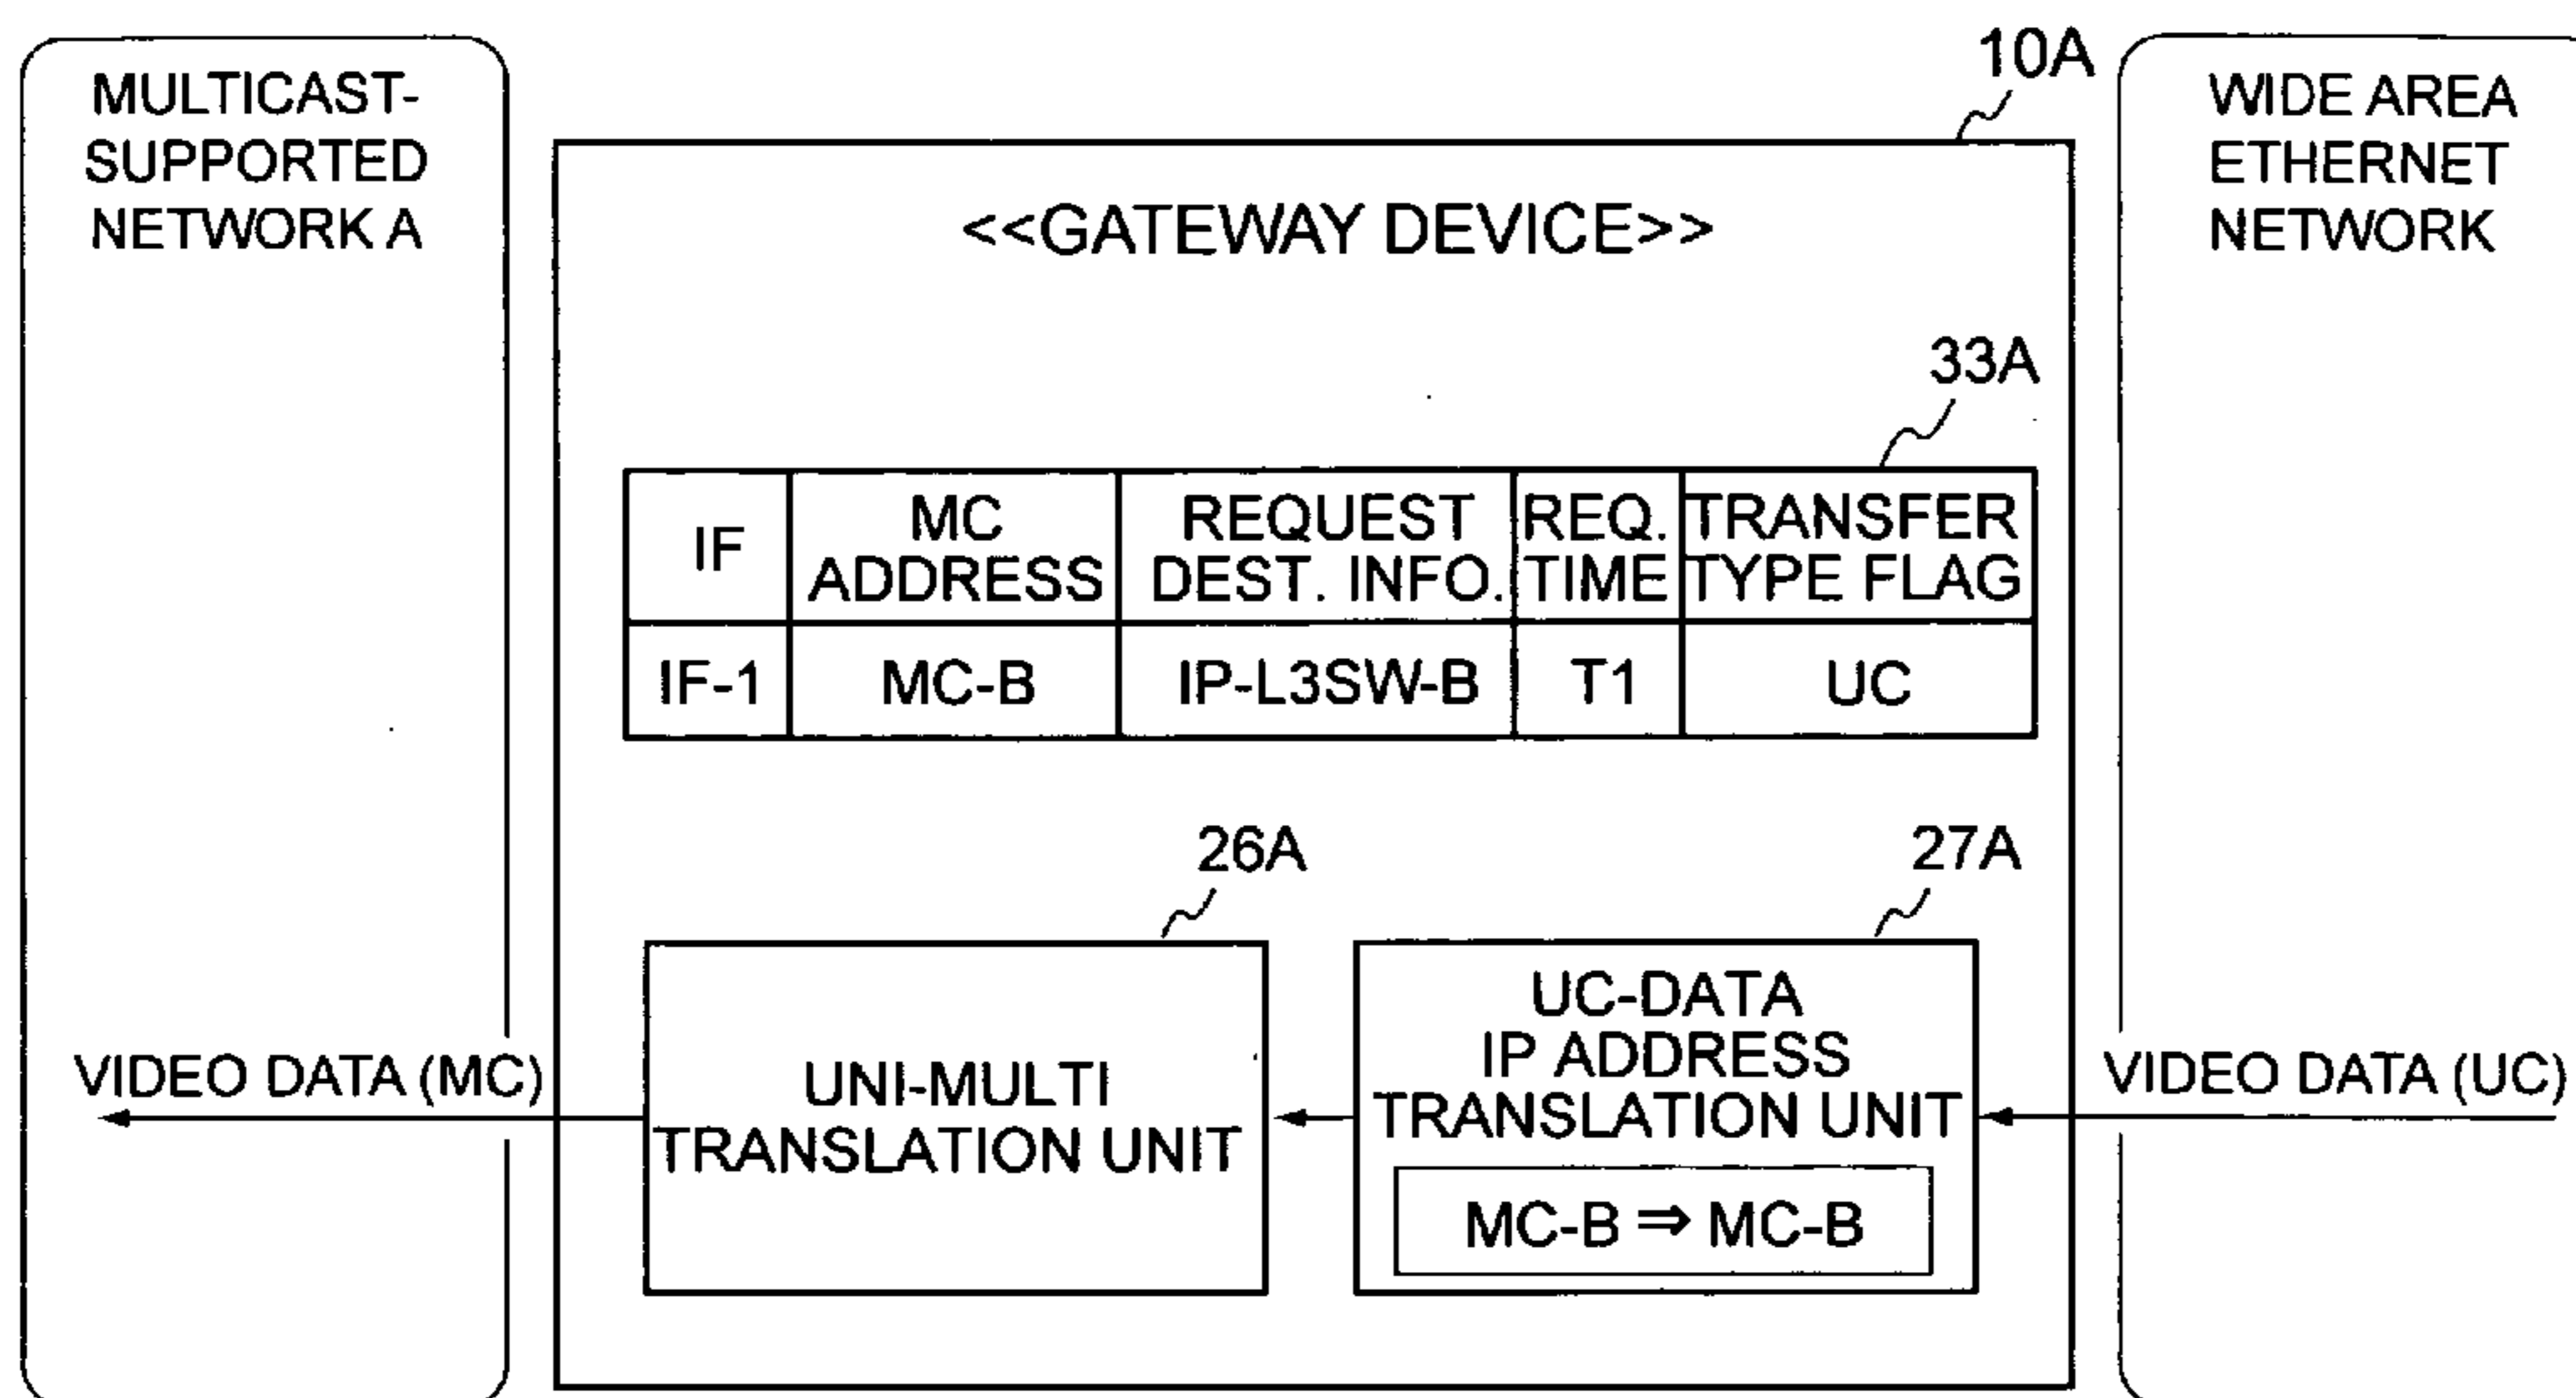 10A
MULTICAST-
SUPPORTED
NETWORK A
<<GATEWAY DEVICE>>
WIDE AREA
ETHERNET
NETWORK
33A
IF
MC
ADDRESS
REQUEST
DEST. INFO.
REQ.
TIME
TRANSFER
TYPE FLAG
IF-1
MC-B
IP-L3SW-B
T1
UC
26A
27A
VIDEO DATA (MC)
UNI-MULTI
TRANSLATION UNIT
UC-DATA
IP ADDRESS
TRANSLATION UNIT
MC-B ⇒ MC-B
VIDEO DATA (UC)